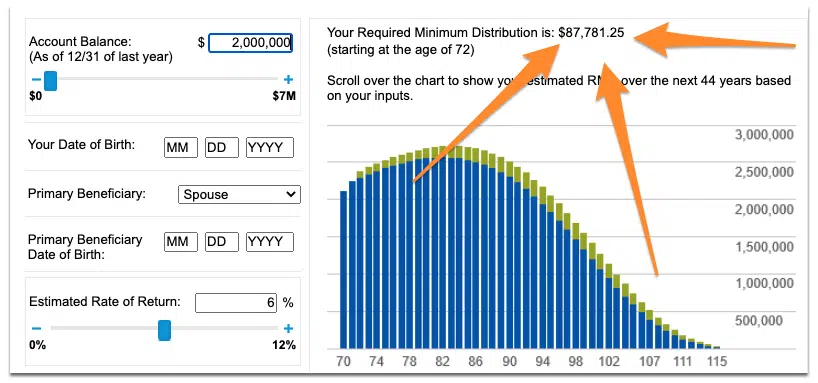 Account Balance:
(As of 12/31 of last year)
$ 2,000,000
$0 $7M
Your Date of Birth: MM DD YYYY
Primary Beneficiary: Spouse
Primary Beneficiary
Date of Birth: MM DD YYYY
Estimated Rate of Return: 6 %
0% 12%
Your Required Minimum Distribution is: $87,781.25
(starting at the age of 72)
Scroll over the chart to show estimated over the next 44 years based
on your inputs.
3,000,000
2,500,000
2,000,000
1,500,000
1,000,000
500,000
70 74 78 82 86 90 94 98 102 107 111 115